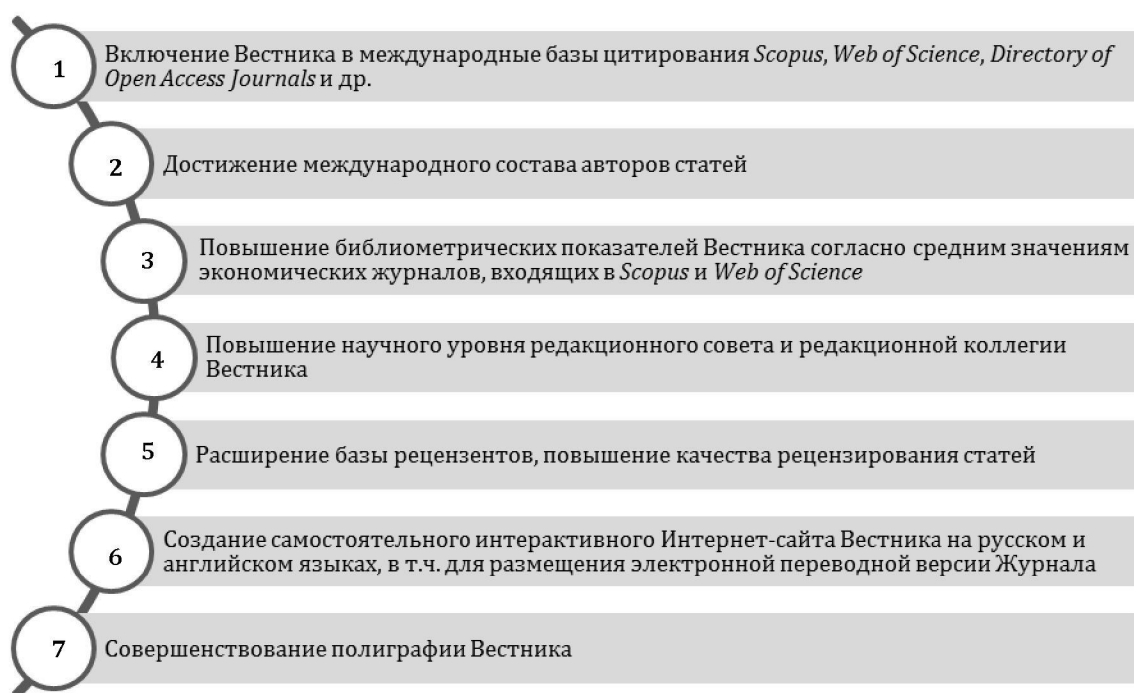 1
Включение Вестника в международные базы цитирования Scopus, Web of Science, Directory of
Open Access Journals и др.
2
Достижение международного состава авторов статей
3
Повышение библиометрических показателей Вестника согласно средним значениям
экономических журналов, входящих в Scopus и Web of Science
4
Повышение научного уровня редакционного совета и редакционной коллегии
Вестника
5
Расширение базы рецензентов, повышение качества рецензирования статей
6
Создание самостоятельного интерактивного Интернет-сайта Вестника на русском и
английском языках, в т.ч. для размещения электронной переводной версии Журнала
7
Совершенствование полиграфии Вестника